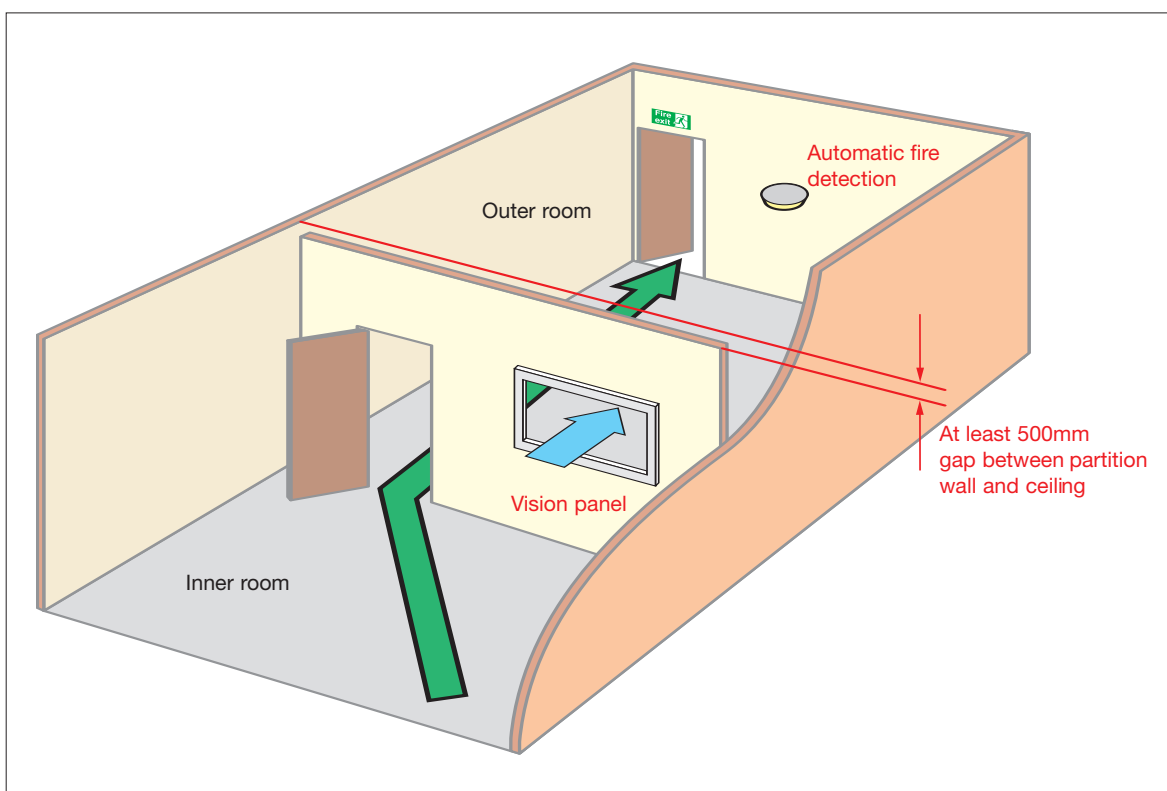 Fire
exit
Automatic fire
detection
Outer room
At least 500mm
gap between partition
wall and ceiling
Vision panel
Inner room